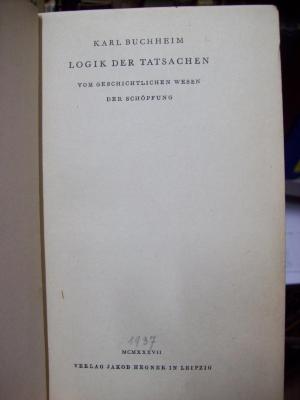 KARL BUCHHEIM
LOGIK DER TATSACHEN
VOM GESCHICHTLICHEN WESEN
DER SCHÖPFUNG
1937
MCMXXXVII
VERLAG JAKOB HEGNER IN LEIPZIG